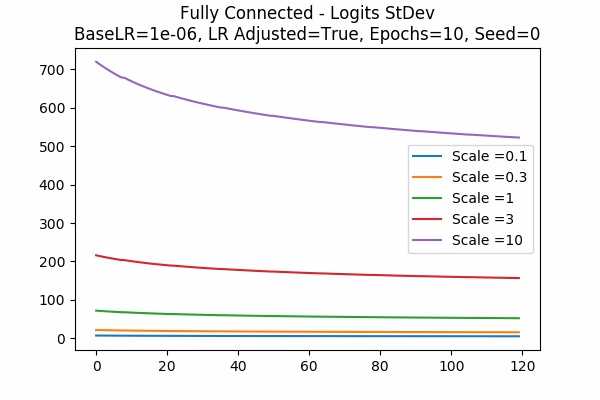 Fully Connected - Logits StDev
BaseLR=1e-06, LR Adjusted=True, Epochs=10, Seed=0
700
600
500
400
300
200
100
0
Scale =0.1
Scale =0.3
Scale =1
Scale =3
Scale =10
0 20 40 60 80 100 120